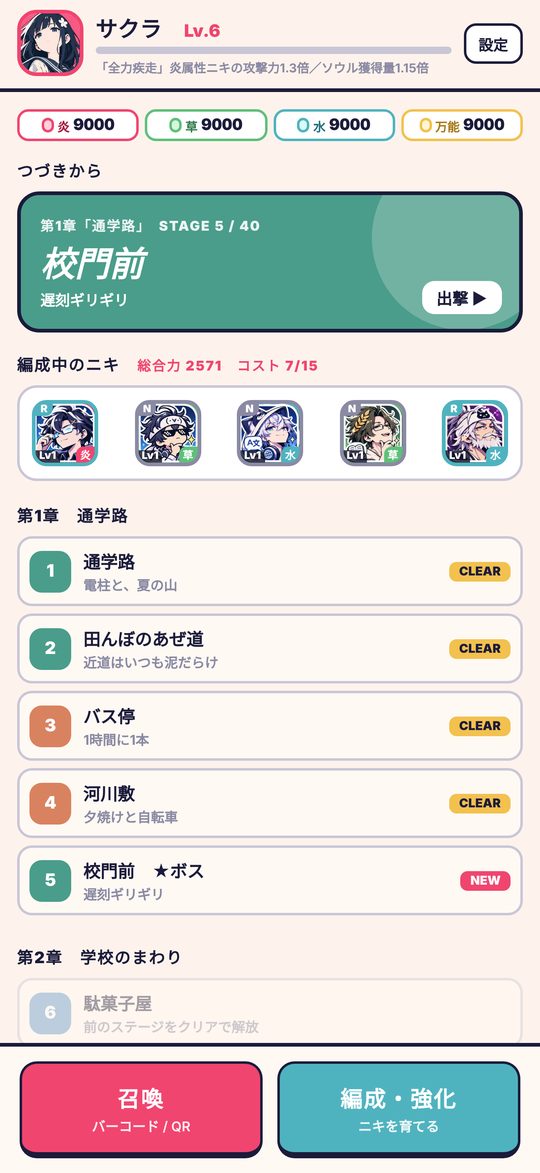 サクラ Lv.6
「全力疾走」炎属性ニキの攻撃力1.3倍／ソウル獲得量1.15倍
設定
炎 9000
草 9000
水 9000
万能 9000
つづきから
第1章「通学路」 STAGE 5 / 40
校門前
遅刻ギリギリ
出撃 ▶
編成中のニキ 総合力 2571 コスト 7/15
R Lv1 炎
N Lv1 草
N A文 Lv1 水
N Lv1 草
R Lv1 水
第1章 通学路
1 通学路 CLEAR
電柱と、夏の山
2 田んぼのあぜ道 CLEAR
近道はいつも泥だらけ
3 バス停 CLEAR
1時間に1本
4 河川敷 CLEAR
夕焼けと自転車
5 校門前 ★ボス NEW
遅刻ギリギリ
第2章 学校のまわり
6 駄菓子屋
前のステージをクリアで解放
召喚
バーコード / QR
編成・強化
ニキを育てる